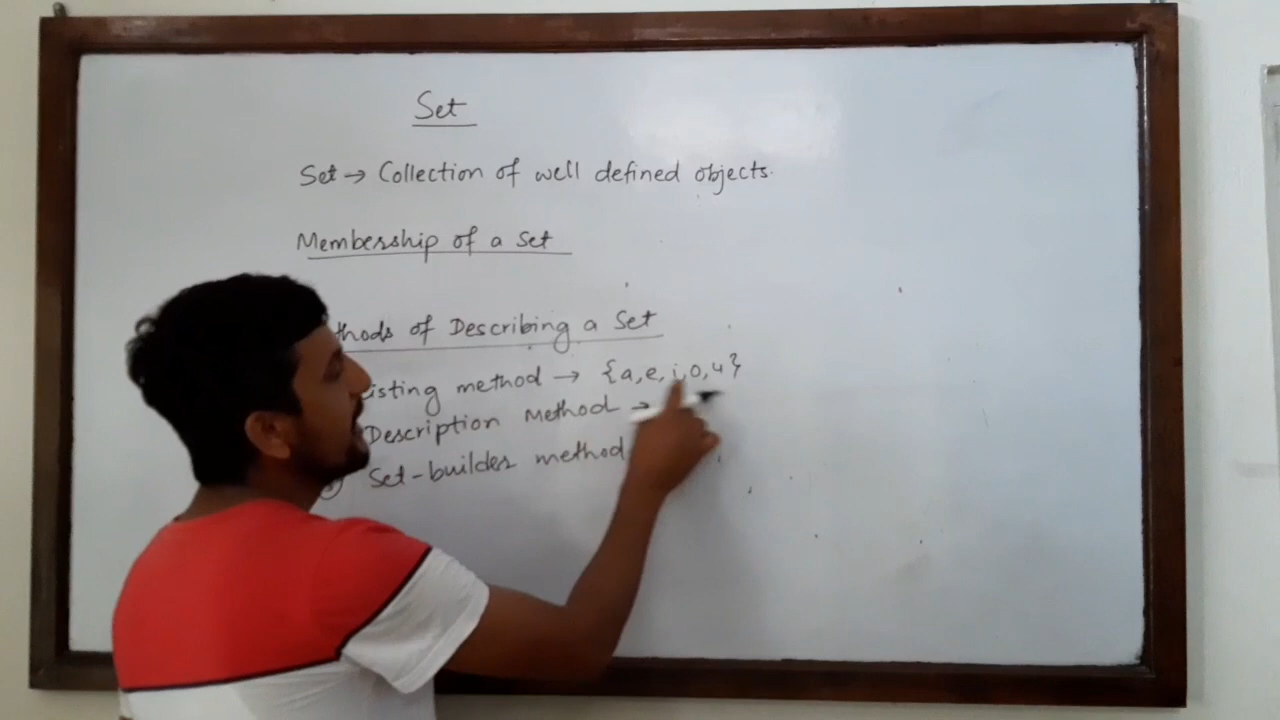 Set
Set → Collection of well defined objects.
Membership of a set
thods of Describing a Set
isting method → {a,e,i,o,u}
Description Method →
Set-builder method